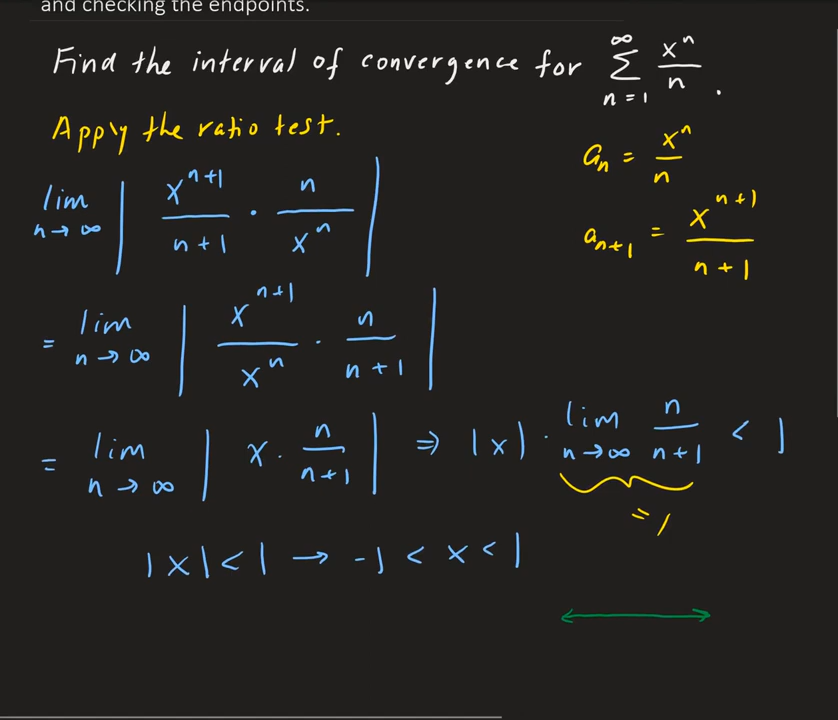 and checking the endpoints.
Find the interval of convergence for ∑_{n=1}^{∞} x^n/n .
Apply the ratio test.
a_n = x^n/n
a_{n+1} = x^{n+1}/(n+1)
lim_{n→∞} | x^{n+1}/(n+1) · n/x^n |
= lim_{n→∞} | x^{n+1}/x^n · n/(n+1) |
= lim_{n→∞} | x · n/(n+1) | ⇒ |x| · lim_{n→∞} n/(n+1) < 1
= 1
|x| < 1 → -1 < x < 1